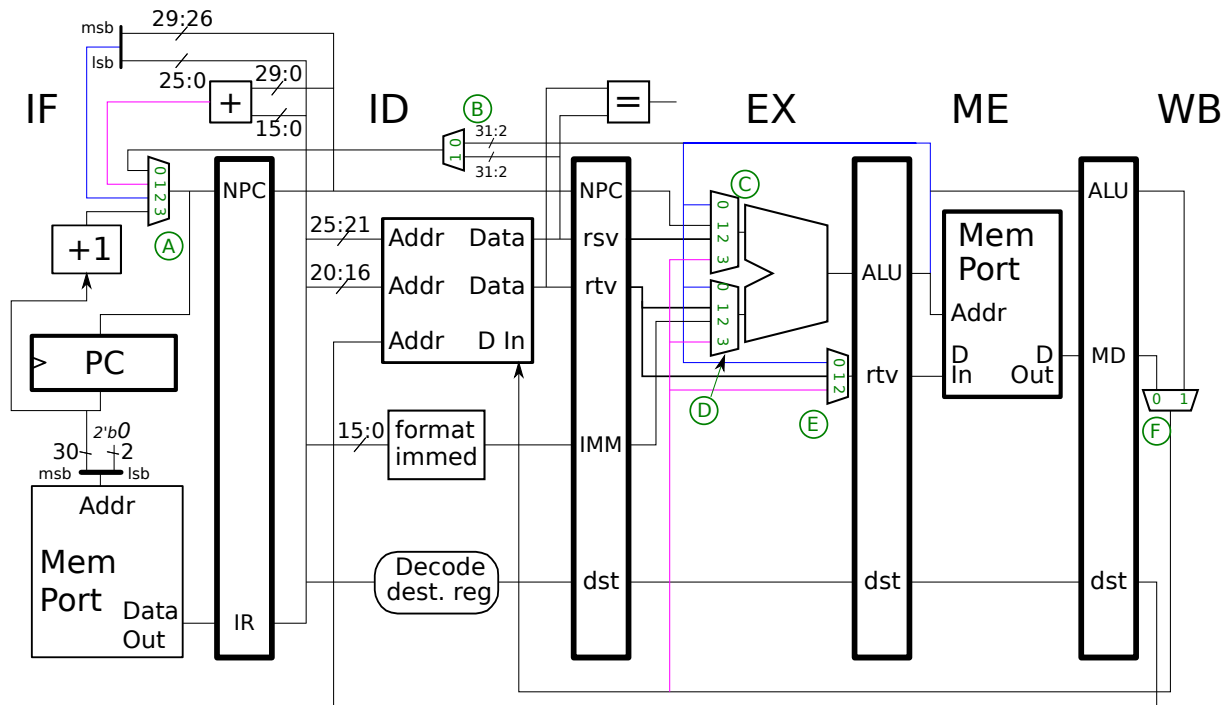 29:26
msb
lsb
25:0
29:0
+
15:0
IF
ID
B
31:2
0
1
31:2
=
EX
ME
WB
0
1
2
3
A
+1
NPC
NPC
C
0
1
2
3
ALU
25:21
Addr
Data
rsv
20:16
Addr
Data
rtv
Addr
D In
0
1
2
3
D
ALU
Mem
Port
Addr
D
In
D
Out
MD
PC
0
1
2
E
rtv
0
1
F
2'b0
30
2
msb
lsb
Addr
Mem
Port
Data
Out
15:0
format
immed
IMM
Decode
dest. reg
dst
dst
dst
IR